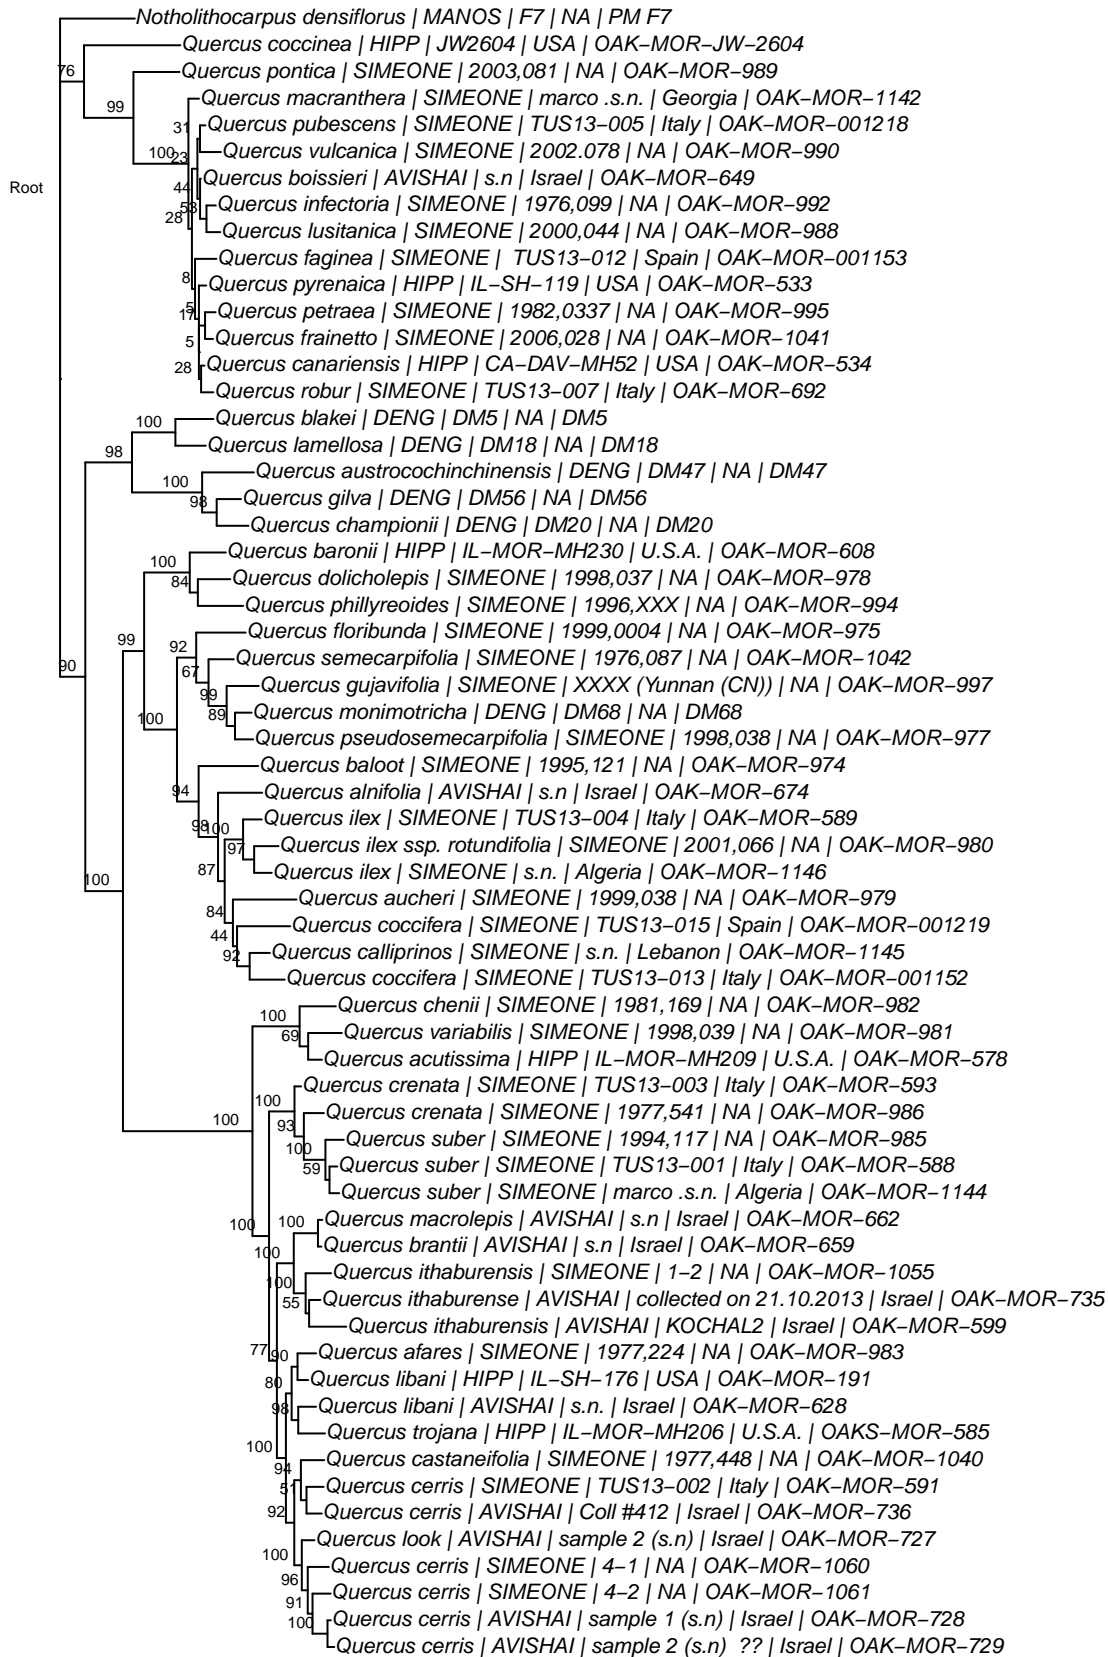 Notholithocarpus densiflorus | MANOS | F7 | NA | PM F7
Quercus coccinea | HIPP | JW2604 | USA | OAK−MOR−JW−2604
76
Quercus pontica | SIMEONE | 2003,081 | NA | OAK−MOR−989
99
Quercus macranthera | SIMEONE | marco .s.n. | Georgia | OAK−MOR−1142
31
Quercus pubescens | SIMEONE | TUS13−005 | Italy | OAK−MOR−001218
100
23
Quercus vulcanica | SIMEONE | 2002.078 | NA | OAK−MOR−990
Root
44
Quercus boissieri | AVISHAI | s.n | Israel | OAK−MOR−649
53
Quercus infectoria | SIMEONE | 1976,099 | NA | OAK−MOR−992
28
Quercus lusitanica | SIMEONE | 2000,044 | NA | OAK−MOR−988
Quercus faginea | SIMEONE | TUS13−012 | Spain | OAK−MOR−001153
8
Quercus pyrenaica | HIPP | IL−SH−119 | USA | OAK−MOR−533
5
17
Quercus petraea | SIMEONE | 1982,0337 | NA | OAK−MOR−995
5
Quercus frainetto | SIMEONE | 2006,028 | NA | OAK−MOR−1041
28
Quercus canariensis | HIPP | CA−DAV−MH52 | USA | OAK−MOR−534
Quercus robur | SIMEONE | TUS13−007 | Italy | OAK−MOR−692
100
Quercus blakei | DENG | DM5 | NA | DM5
98
Quercus lamellosa | DENG | DM18 | NA | DM18
100
Quercus austrocochinchinensis | DENG | DM47 | NA | DM47
98
Quercus gilva | DENG | DM56 | NA | DM56
Quercus championii | DENG | DM20 | NA | DM20
100
Quercus baronii | HIPP | IL−MOR−MH230 | U.S.A. | OAK−MOR−608
84
Quercus dolicholepis | SIMEONE | 1998,037 | NA | OAK−MOR−978
Quercus phillyreoides | SIMEONE | 1996,XXX | NA | OAK−MOR−994
99
92
Quercus floribunda | SIMEONE | 1999,0004 | NA | OAK−MOR−975
90
67
Quercus semecarpifolia | SIMEONE | 1976,087 | NA | OAK−MOR−1042
99
Quercus gujavifolia | SIMEONE | XXXX (Yunnan (CN)) | NA | OAK−MOR−997
100
89
Quercus monimotricha | DENG | DM68 | NA | DM68
Quercus pseudosemecarpifolia | SIMEONE | 1998,038 | NA | OAK−MOR−977
Quercus baloot | SIMEONE | 1995,121 | NA | OAK−MOR−974
94
Quercus alnifolia | AVISHAI | s.n | Israel | OAK−MOR−674
98
100
Quercus ilex | SIMEONE | TUS13−004 | Italy | OAK−MOR−589
97
Quercus ilex ssp. rotundifolia | SIMEONE | 2001,066 | NA | OAK−MOR−980
100
87
Quercus ilex | SIMEONE | s.n. | Algeria | OAK−MOR−1146
84
Quercus aucheri | SIMEONE | 1999,038 | NA | OAK−MOR−979
44
Quercus coccifera | SIMEONE | TUS13−015 | Spain | OAK−MOR−001219
92
Quercus calliprinos | SIMEONE | s.n. | Lebanon | OAK−MOR−1145
Quercus coccifera | SIMEONE | TUS13−013 | Italy | OAK−MOR−001152
Quercus chenii | SIMEONE | 1981,169 | NA | OAK−MOR−982
100
69
Quercus variabilis | SIMEONE | 1998,039 | NA | OAK−MOR−981
Quercus acutissima | HIPP | IL−MOR−MH209 | U.S.A. | OAK−MOR−578
Quercus crenata | SIMEONE | TUS13−003 | Italy | OAK−MOR−593
100
100
93
Quercus crenata | SIMEONE | 1977,541 | NA | OAK−MOR−986
100
Quercus suber | SIMEONE | 1994,117 | NA | OAK−MOR−985
59
Quercus suber | SIMEONE | TUS13−001 | Italy | OAK−MOR−588
Quercus suber | SIMEONE | marco .s.n. | Algeria | OAK−MOR−1144
100
100
Quercus macrolepis | AVISHAI | s.n | Israel | OAK−MOR−662
100
Quercus brantii | AVISHAI | s.n | Israel | OAK−MOR−659
100
Quercus ithaburensis | SIMEONE | 1−2 | NA | OAK−MOR−1055
55
Quercus ithaburense | AVISHAI | collected on 21.10.2013 | Israel | OAK−MOR−735
Quercus ithaburensis | AVISHAI | KOCHAL2 | Israel | OAK−MOR−599
77
90
Quercus afares | SIMEONE | 1977,224 | NA | OAK−MOR−983
80
Quercus libani | HIPP | IL−SH−176 | USA | OAK−MOR−191
98
Quercus libani | AVISHAI | s.n. | Israel | OAK−MOR−628
Quercus trojana | HIPP | IL−MOR−MH206 | U.S.A. | OAKS−MOR−585
100
94
Quercus castaneifolia | SIMEONE | 1977,448 | NA | OAK−MOR−1040
51
Quercus cerris | SIMEONE | TUS13−002 | Italy | OAK−MOR−591
92
Quercus cerris | AVISHAI | Coll #412 | Israel | OAK−MOR−736
Quercus look | AVISHAI | sample 2 (s.n) | Israel | OAK−MOR−727
100
Quercus cerris | SIMEONE | 4−1 | NA | OAK−MOR−1060
96
Quercus cerris | SIMEONE | 4−2 | NA | OAK−MOR−1061
91
100
Quercus cerris | AVISHAI | sample 1 (s.n) | Israel | OAK−MOR−728
Quercus cerris | AVISHAI | sample 2 (s.n) ?? | Israel | OAK−MOR−729